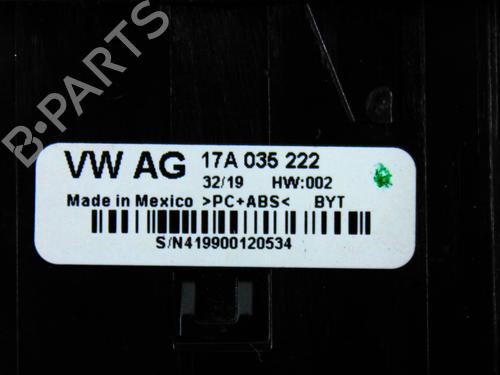 B-PARTS
VW AG 17A 035 222
32/19 HW:002
Made in Mexico >PC+ABS< BYT
S/N419900120534